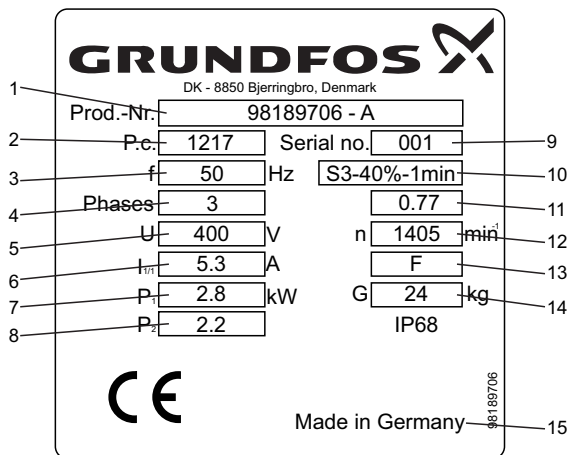 GRUNDFOS
DK - 8850 Bjerringbro, Denmark
1 Prod.-Nr. 98189706 - A
2 P.c. 1217 Serial no. 001 9
3 f 50 Hz S3-40%-1min 10
4 Phases 3 0.77 11
5 U 400 V n 1405 min-1 12
6 I1/1 5.3 A F 13
7 P1 2.8 kW G 24 kg 14
8 P2 2.2 IP68
CE
Made in Germany 15
98189706